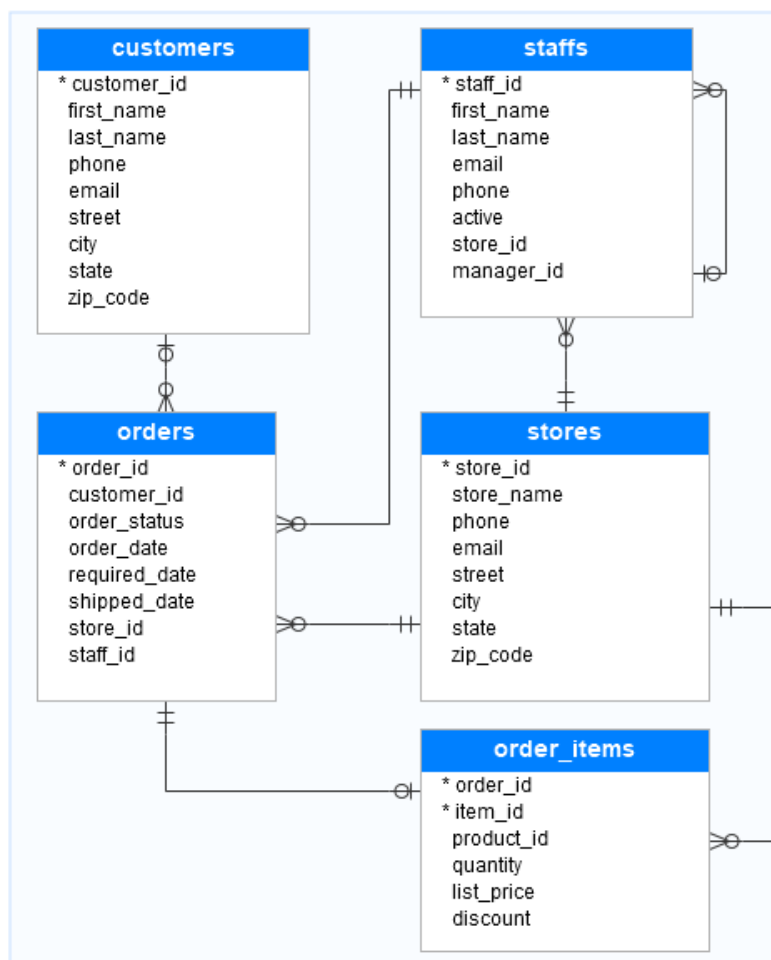 customers
* customer_id
first_name
last_name
phone
email
street
city
state
zip_code
staffs
* staff_id
first_name
last_name
email
phone
active
store_id
manager_id
orders
* order_id
customer_id
order_status
order_date
required_date
shipped_date
store_id
staff_id
stores
* store_id
store_name
phone
email
street
city
state
zip_code
order_items
* order_id
* item_id
product_id
quantity
list_price
discount